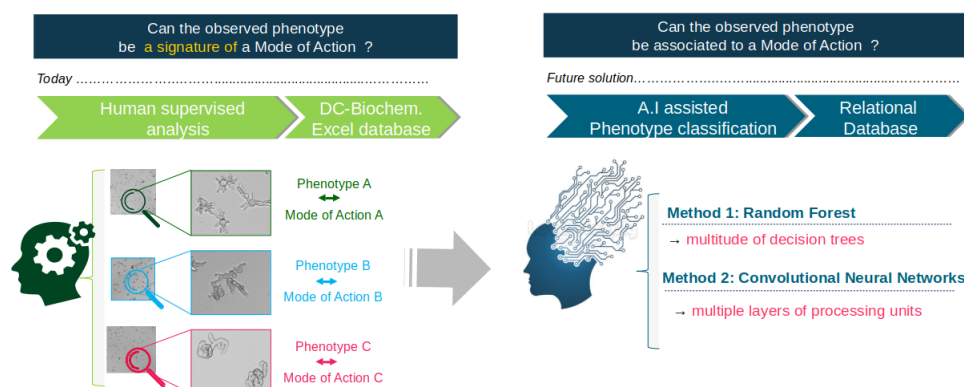 Can the observed phenotype
be a signature of a Mode of Action ?
Today ……………………………………………………………
Human supervised
analysis
DC-Biochem.
Excel database
Phenotype A
Mode of Action A
Phenotype B
Mode of Action B
Phenotype C
Mode of Action C
Can the observed phenotype
be associated to a Mode of Action ?
Future solution……………………………………………………………
A.I assisted
Phenotype classification
Relational
Database
Method 1: Random Forest
→ multitude of decision trees
Method 2: Convolutional Neural Networks
→ multiple layers of processing units